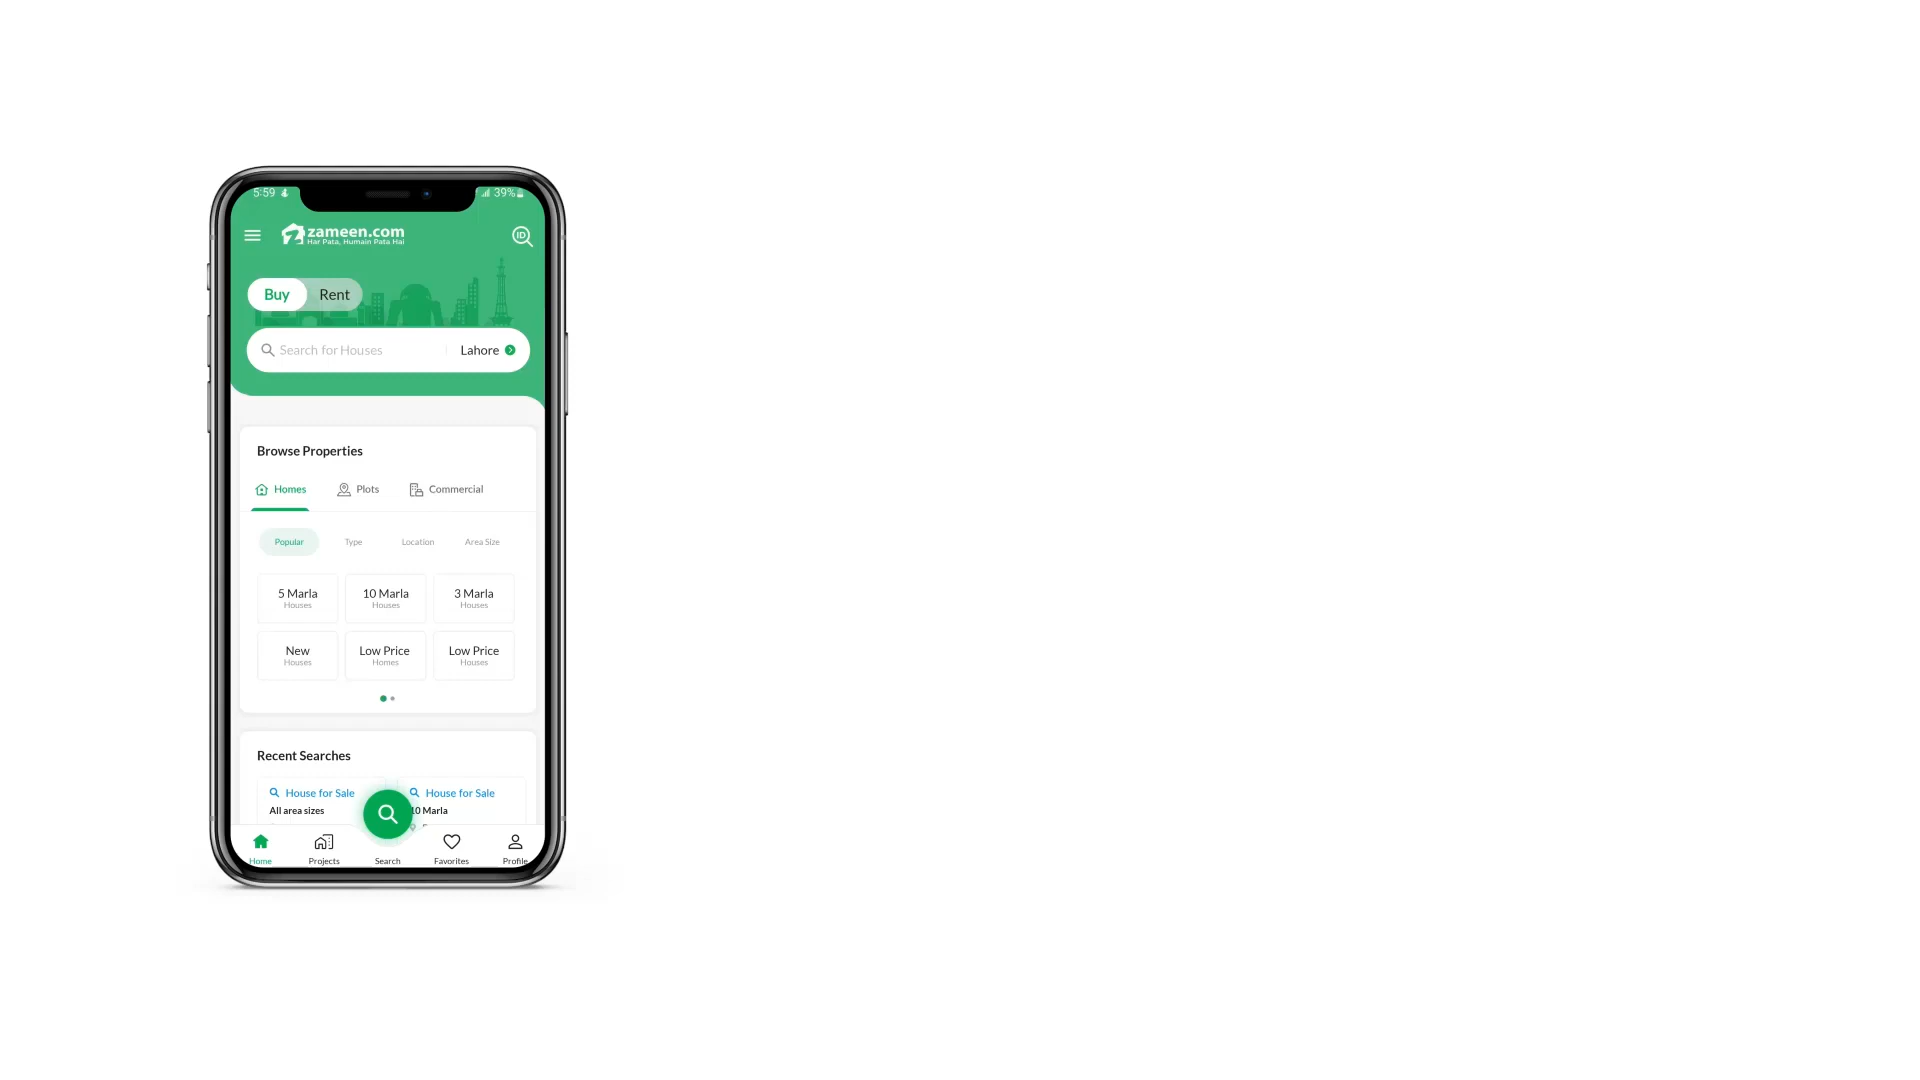 5:59
39%
zameen.com
Har Pata, Humain Pata Hai
ID
Buy Rent
Search for Houses Lahore
Browse Properties
Homes Plots Commercial
Popular Type Location Area Size
5 Marla 10 Marla 3 Marla
Houses Houses Houses
New Low Price Low Price
Houses Homes Houses
Recent Searches
House for Sale House for Sale
All area sizes 10 Marla
Home Projects Search Favorites Profile